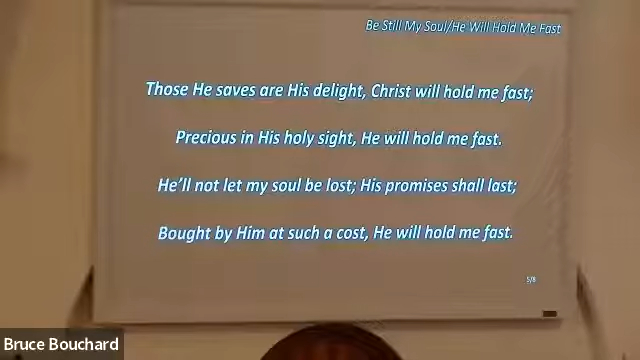 Be Still My Soul/He Will Hold Me Fast
Those He saves are His delight, Christ will hold me fast;
Precious in His holy sight, He will hold me fast.
He'll not let my soul be lost; His promises shall last;
Bought by Him at such a cost, He will hold me fast.
5/8
Bruce Bouchard